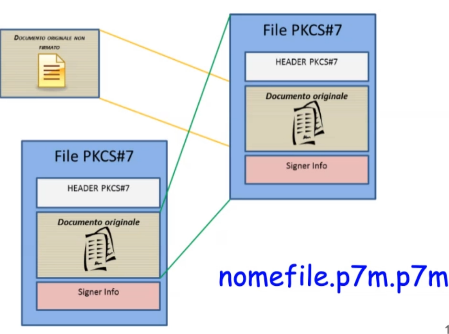 DOCUMENTO ORIGINALE NON
FIRMATO
File PKCS#7
HEADER PKCS#7
Documento originale
Signer Info
File PKCS#7
HEADER PKCS#7
Documento originale
Signer Info
nomefile.p7m.p7m
1